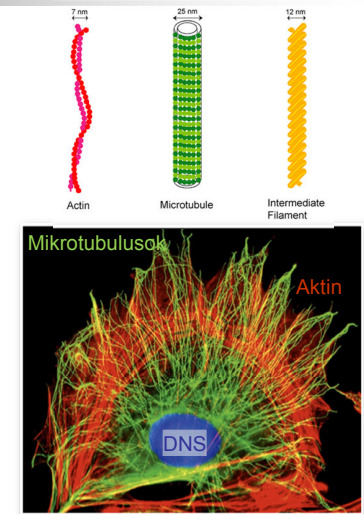 7 nm
25 nm
12 nm
Actin
Microtubule
Intermediate
Filament
Mikrotubulusok
Aktin
DNS